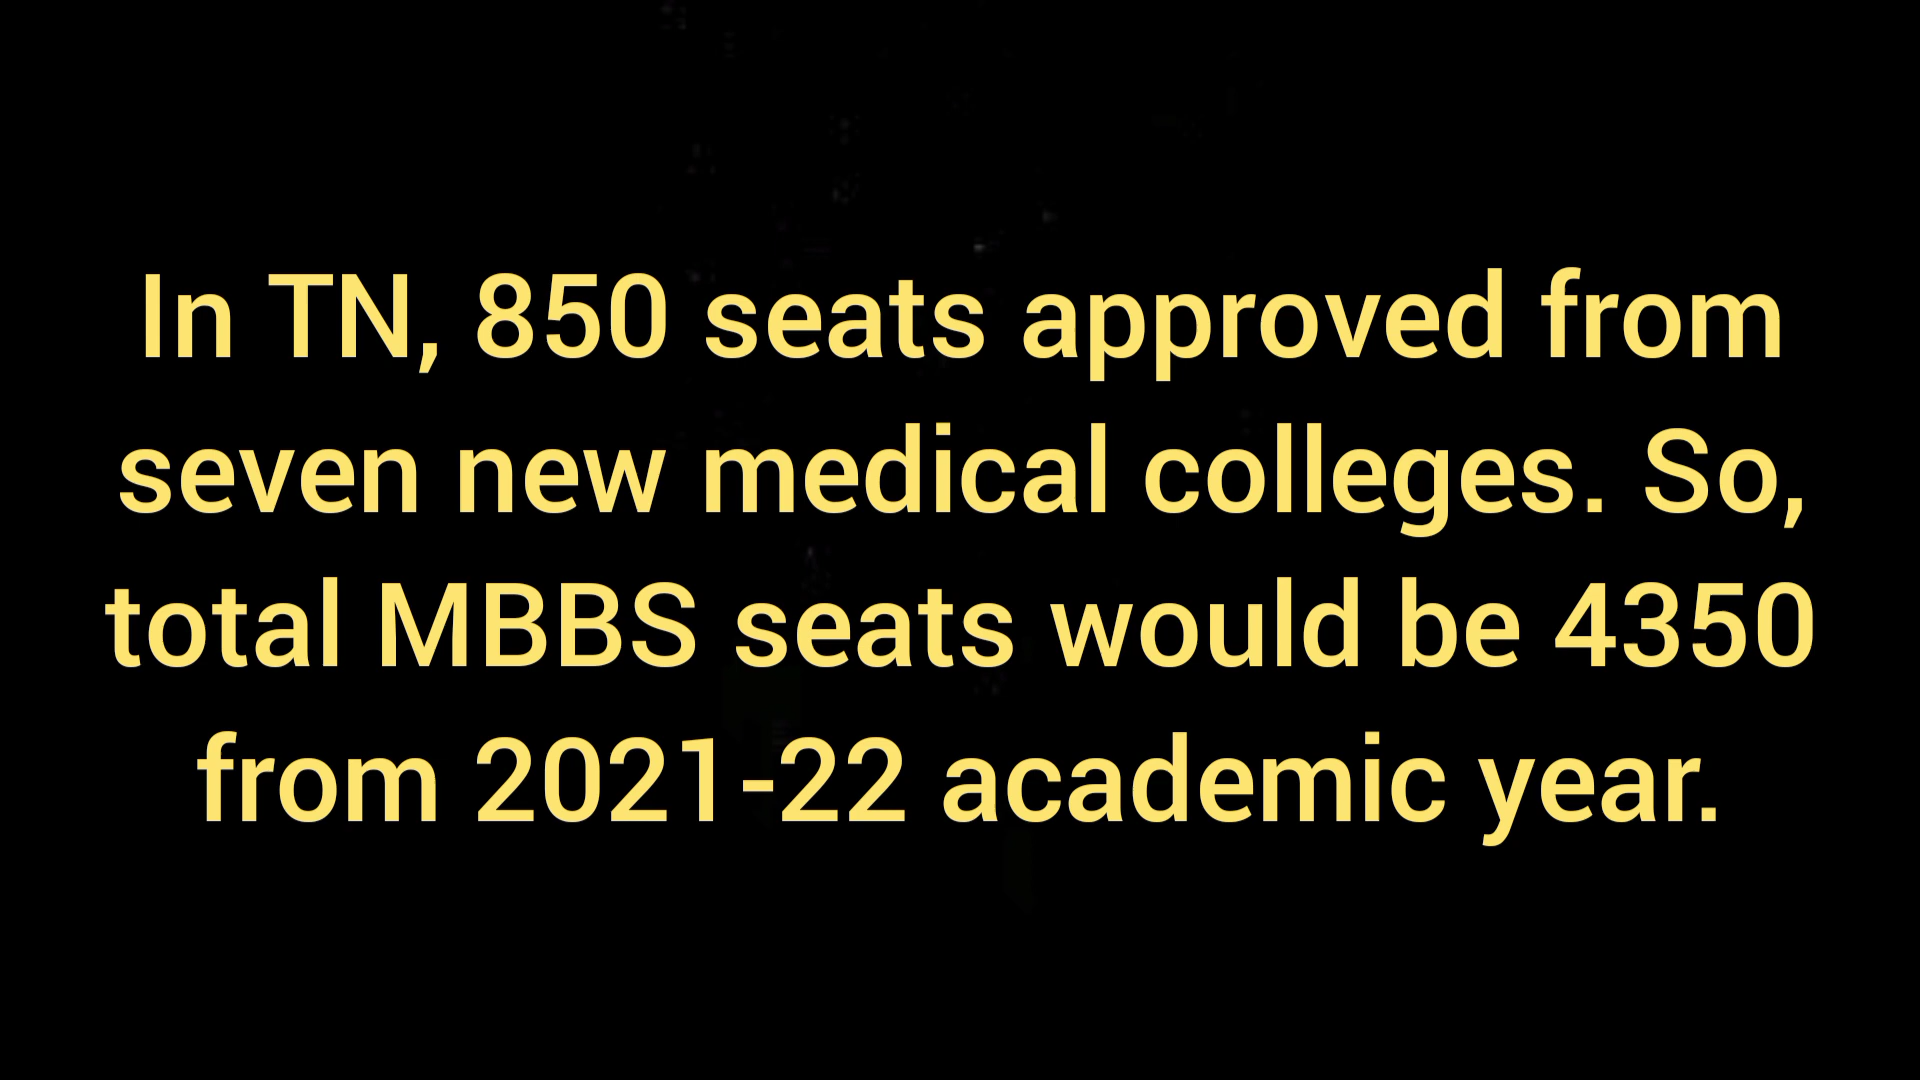 In TN, 850 seats approved from
seven new medical colleges. So,
total MBBS seats would be 4350
from 2021-22 academic year.